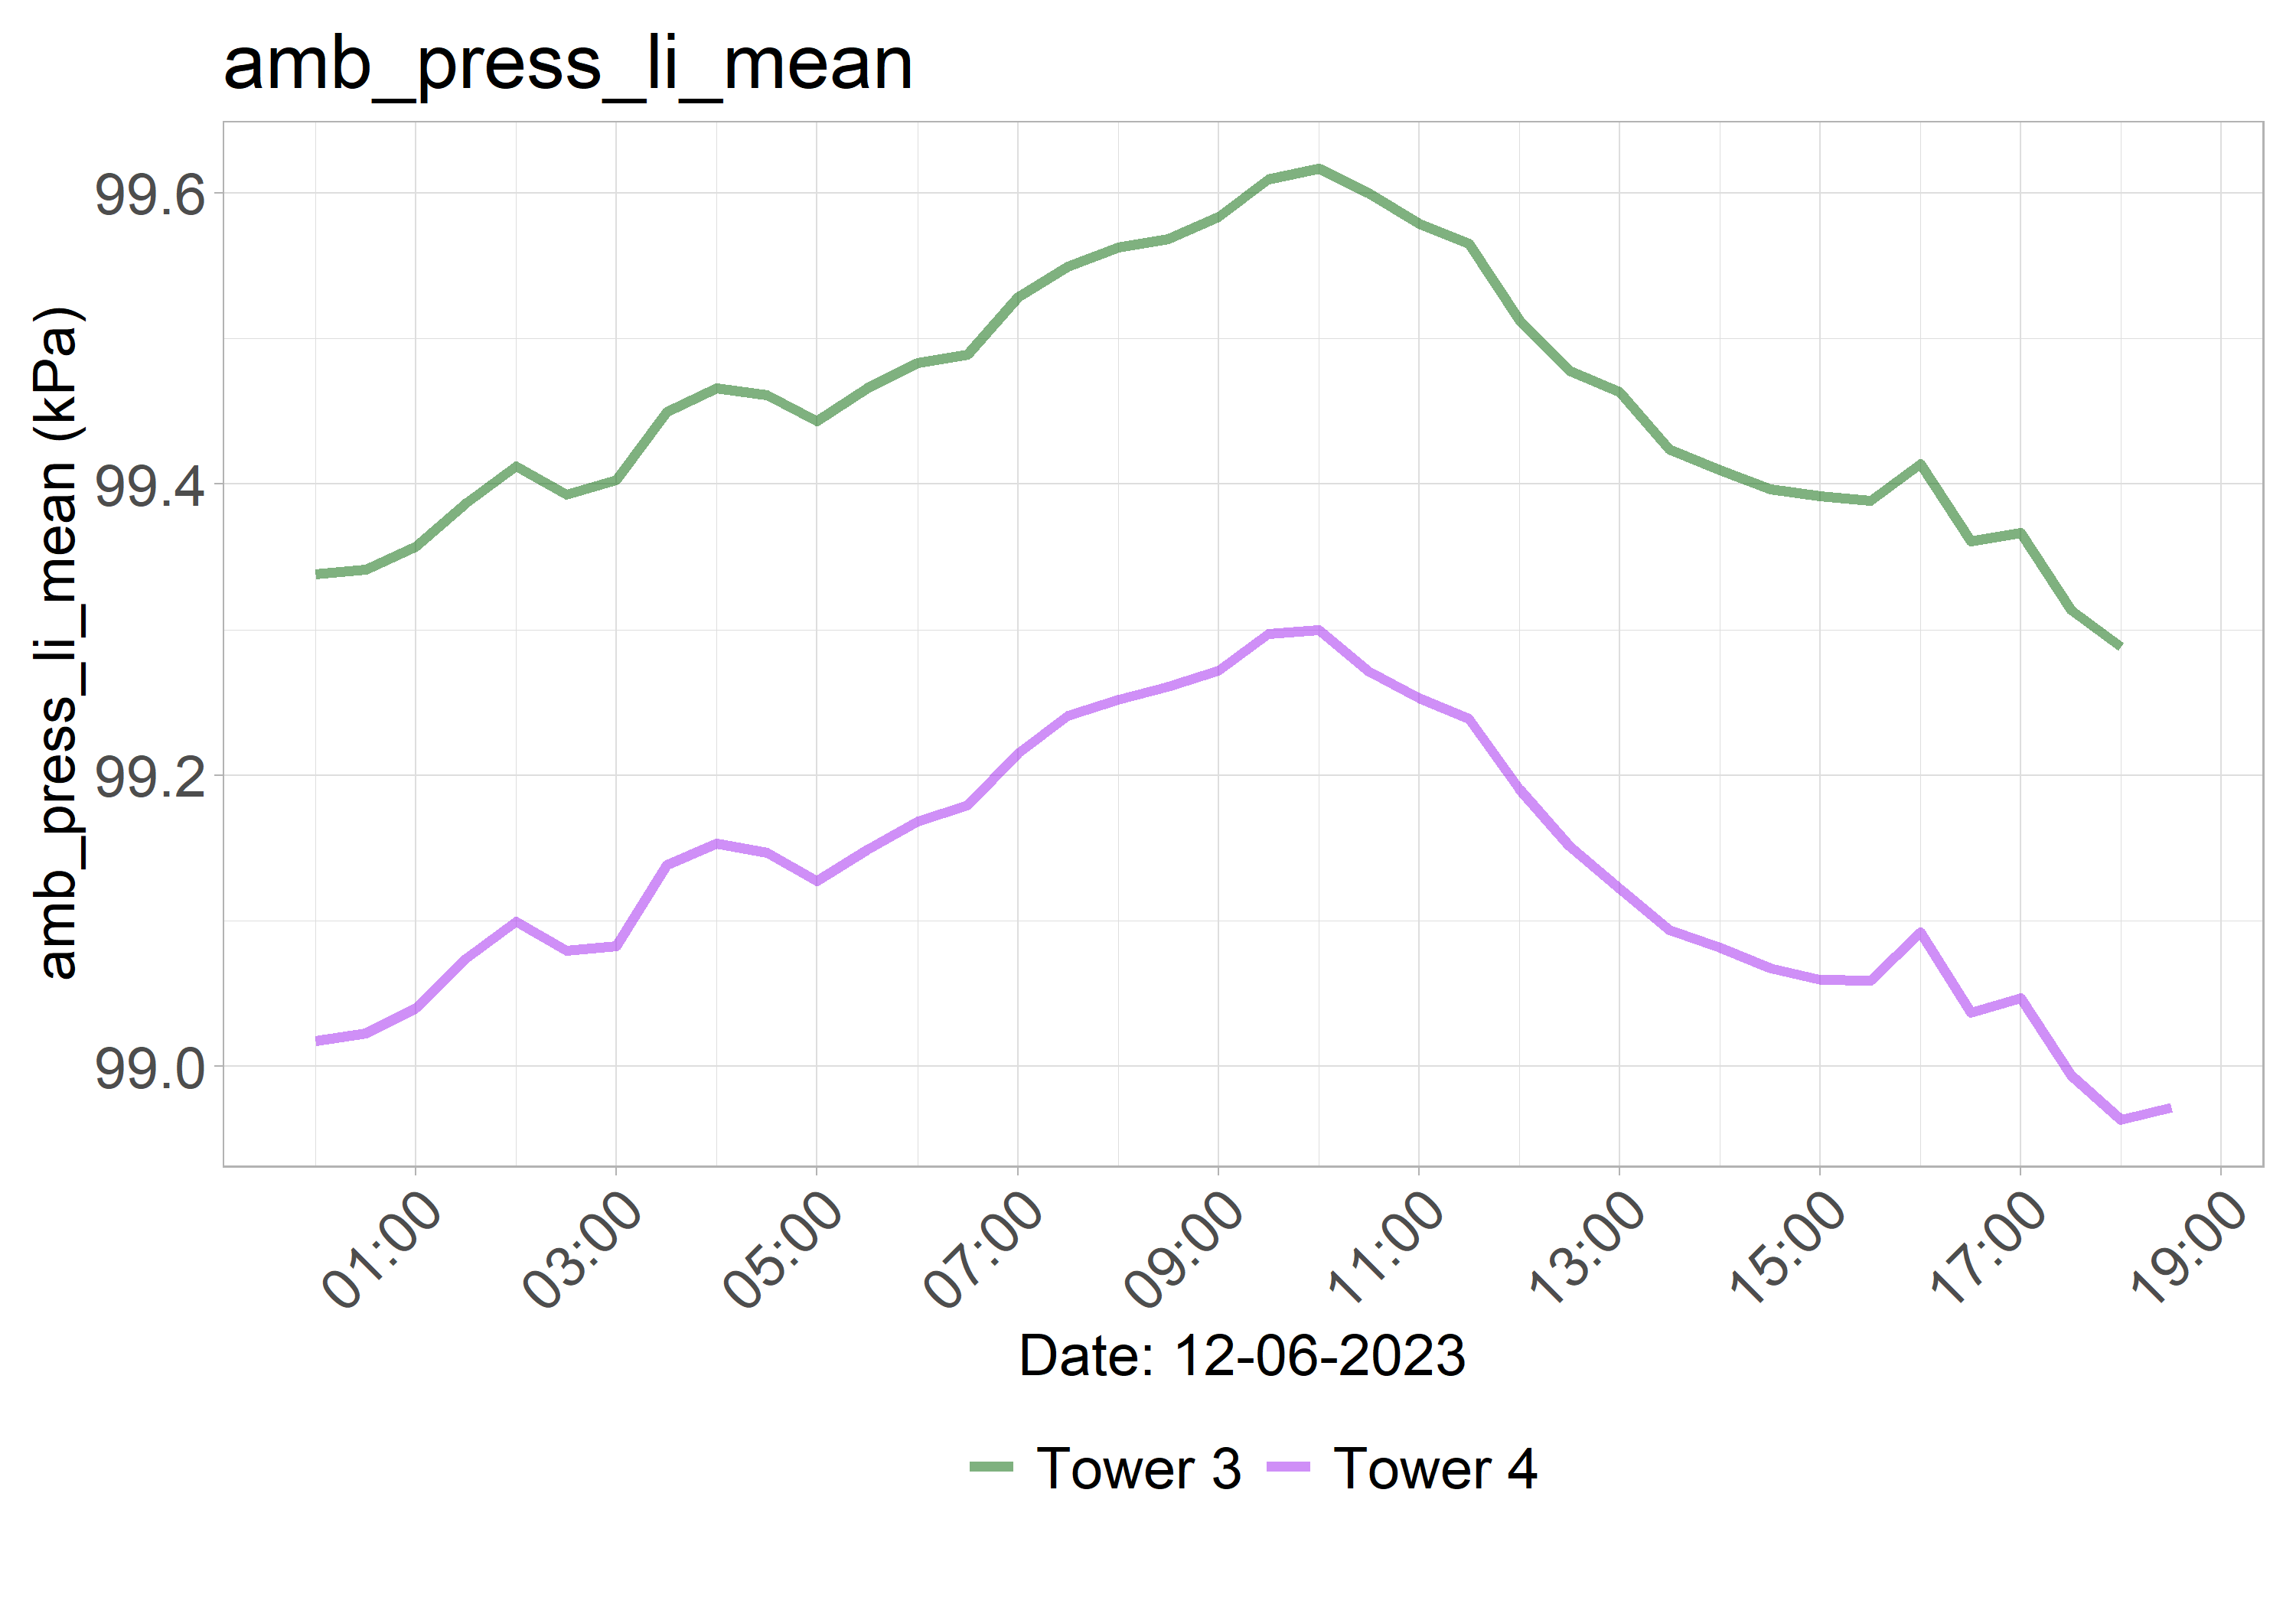 amb_press_li_mean
amb_press_li_mean (kPa)
99.6
99.4
99.2
99.0
01:00 03:00 05:00 07:00 09:00 11:00 13:00 15:00 17:00 19:00
Date: 12-06-2023
Tower 3 Tower 4